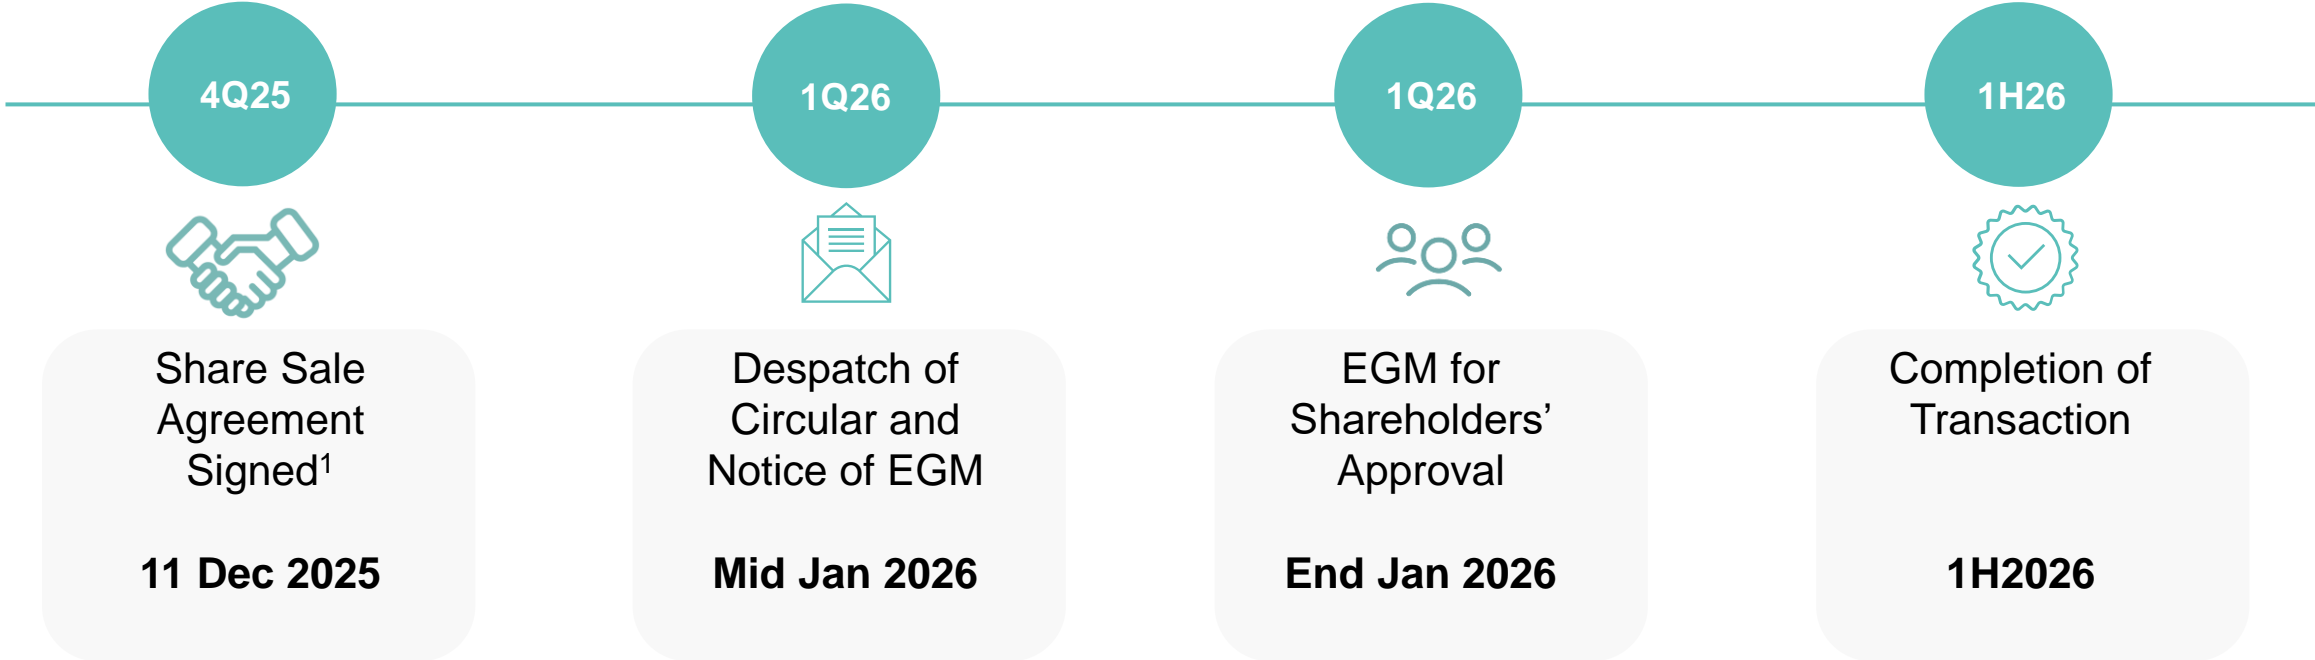 4Q25
1Q26
1Q26
1H26
Share Sale
Agreement
Signed¹
11 Dec 2025
Despatch of
Circular and
Notice of EGM
Mid Jan 2026
EGM for
Shareholders’
Approval
End Jan 2026
Completion of
Transaction
1H2026